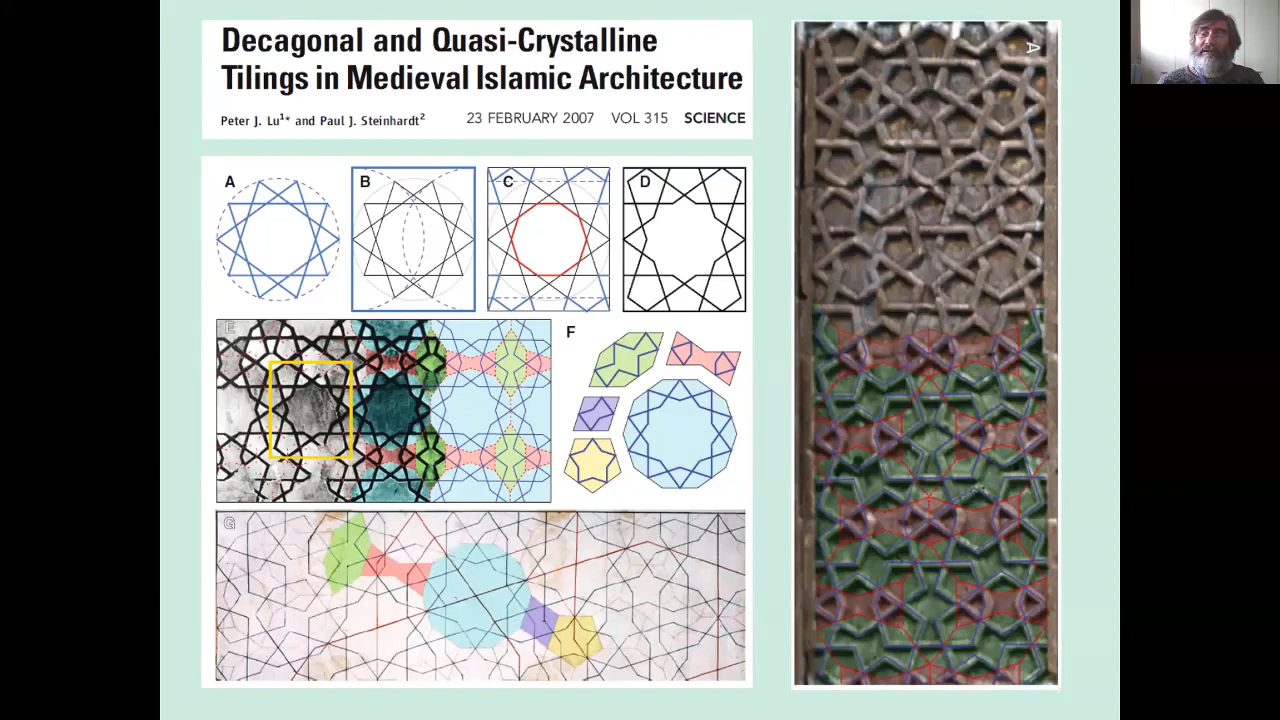 Decagonal and Quasi-Crystalline
Tilings in Medieval Islamic Architecture
Peter J. Lu1* and Paul J. Steinhardt2 23 FEBRUARY 2007 VOL 315 SCIENCE
A B C D
E F
G
A